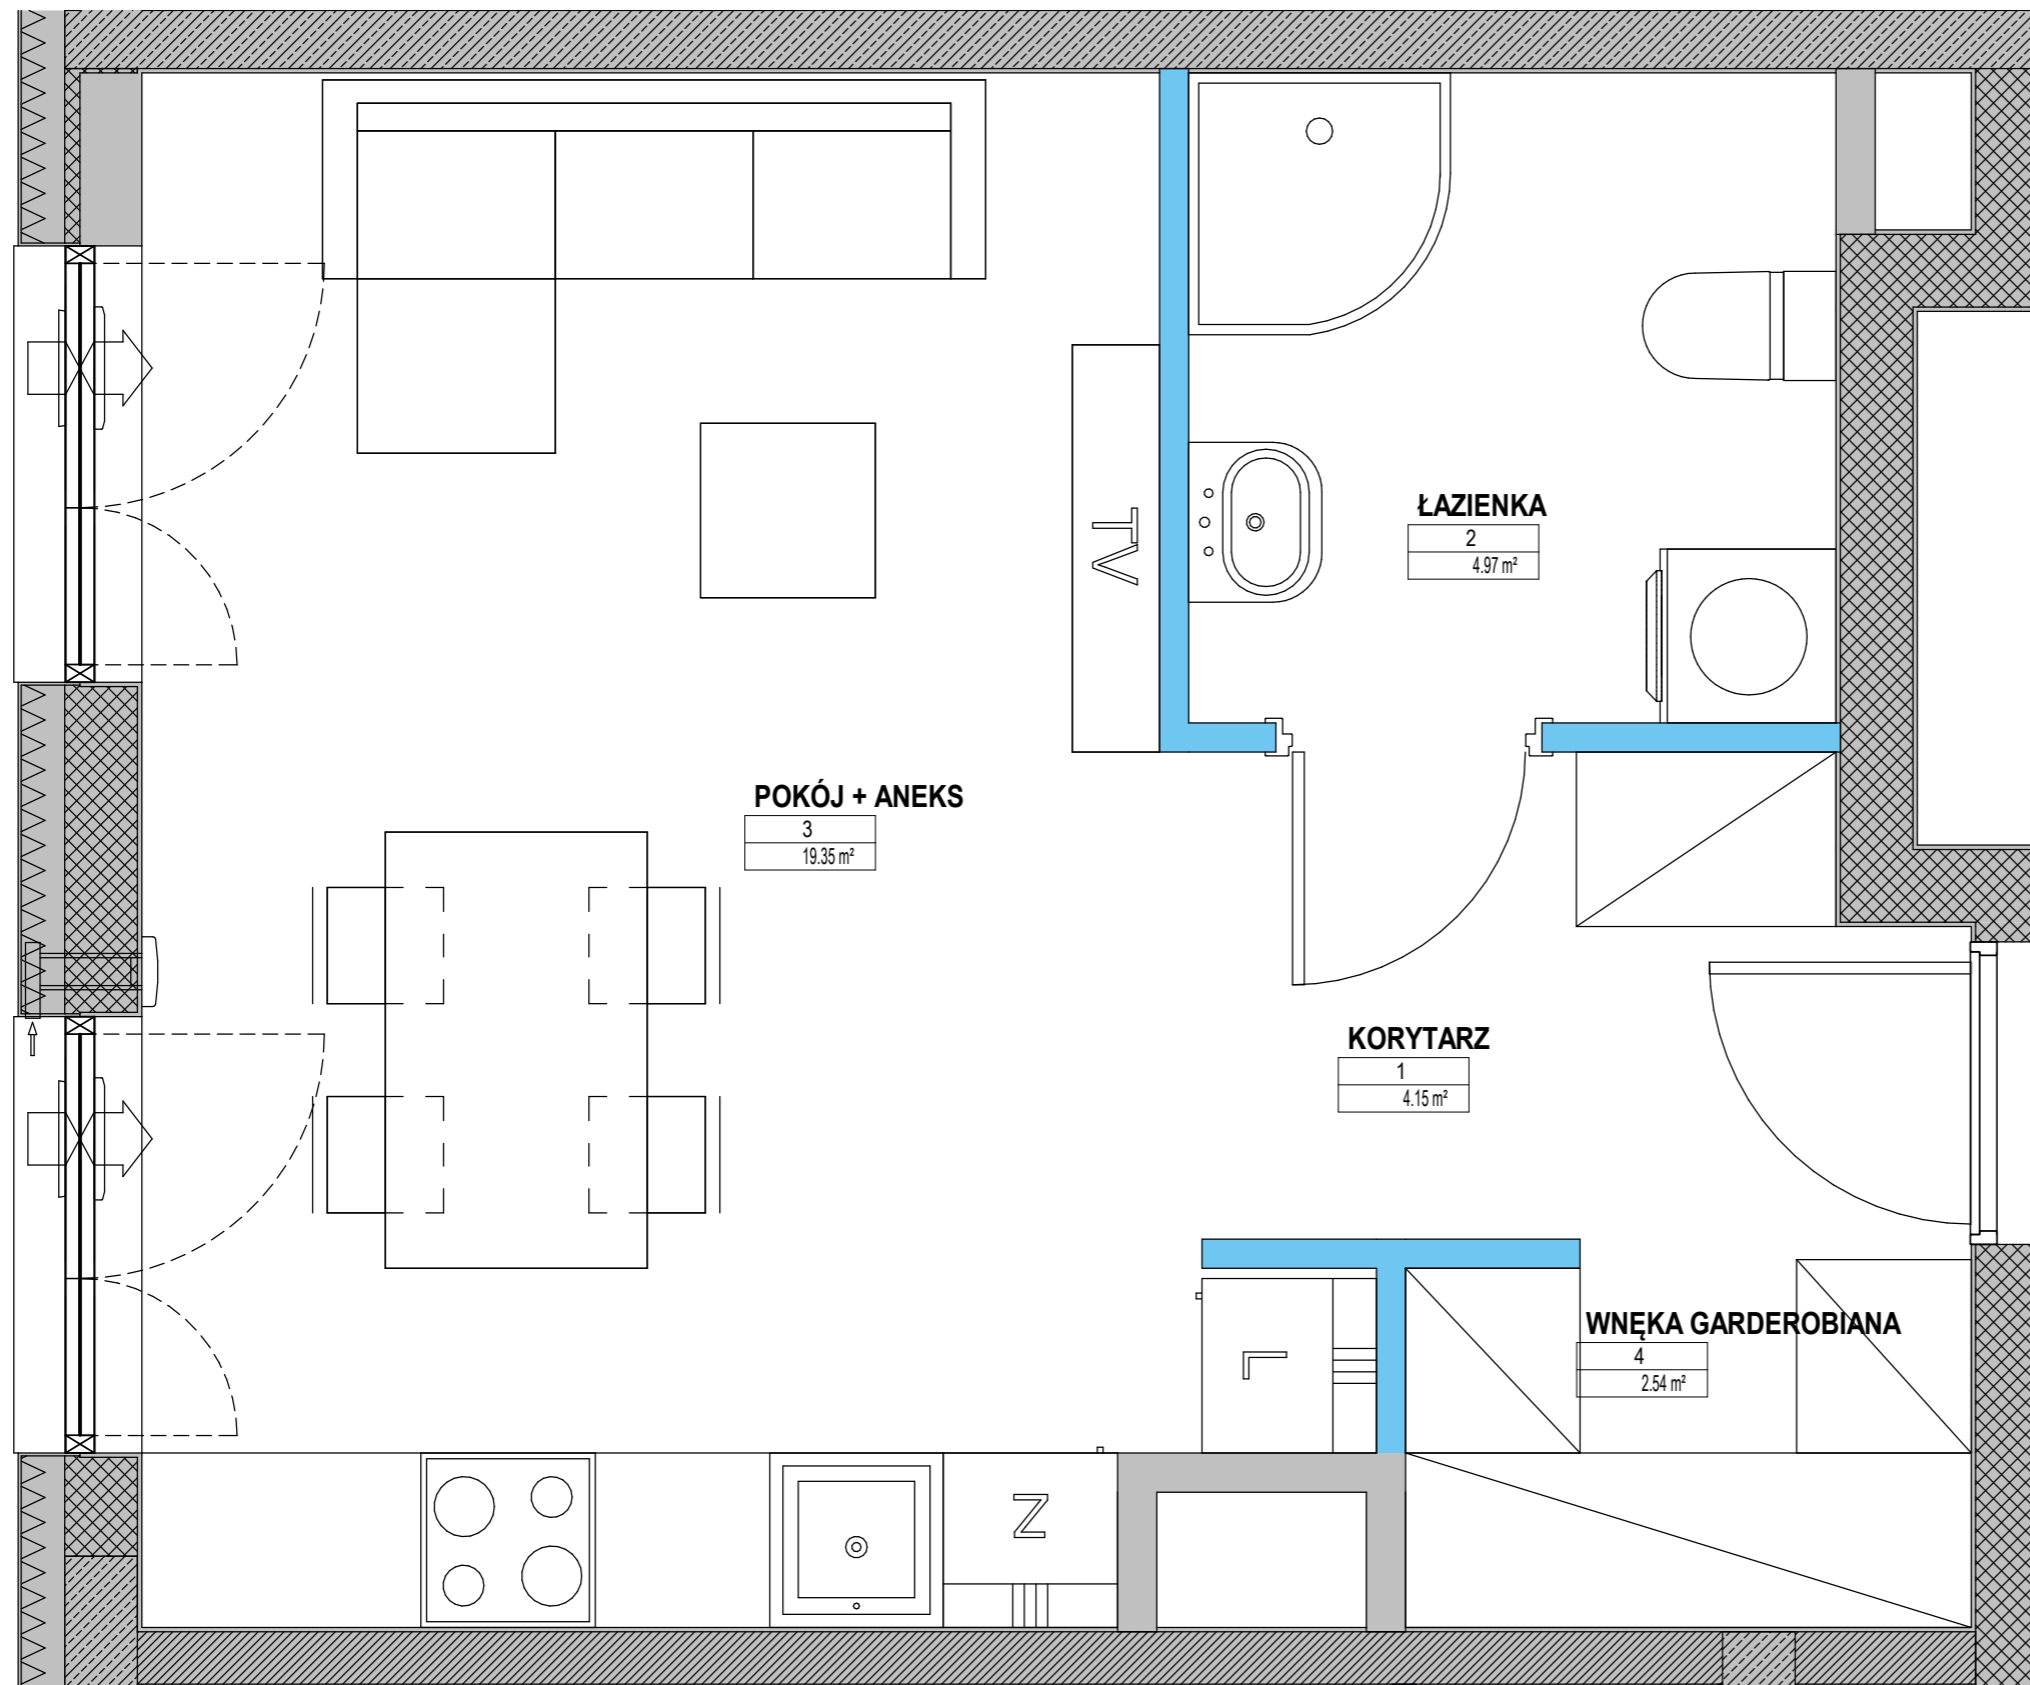 TV
ŁAZIENKA
2
4.97 m²
POKÓJ + ANEKS
3
19.35 m²
KORYTARZ
1
4.15 m²
L
WNĘKA GARDEROBIANA
4
2.54 m²
Z